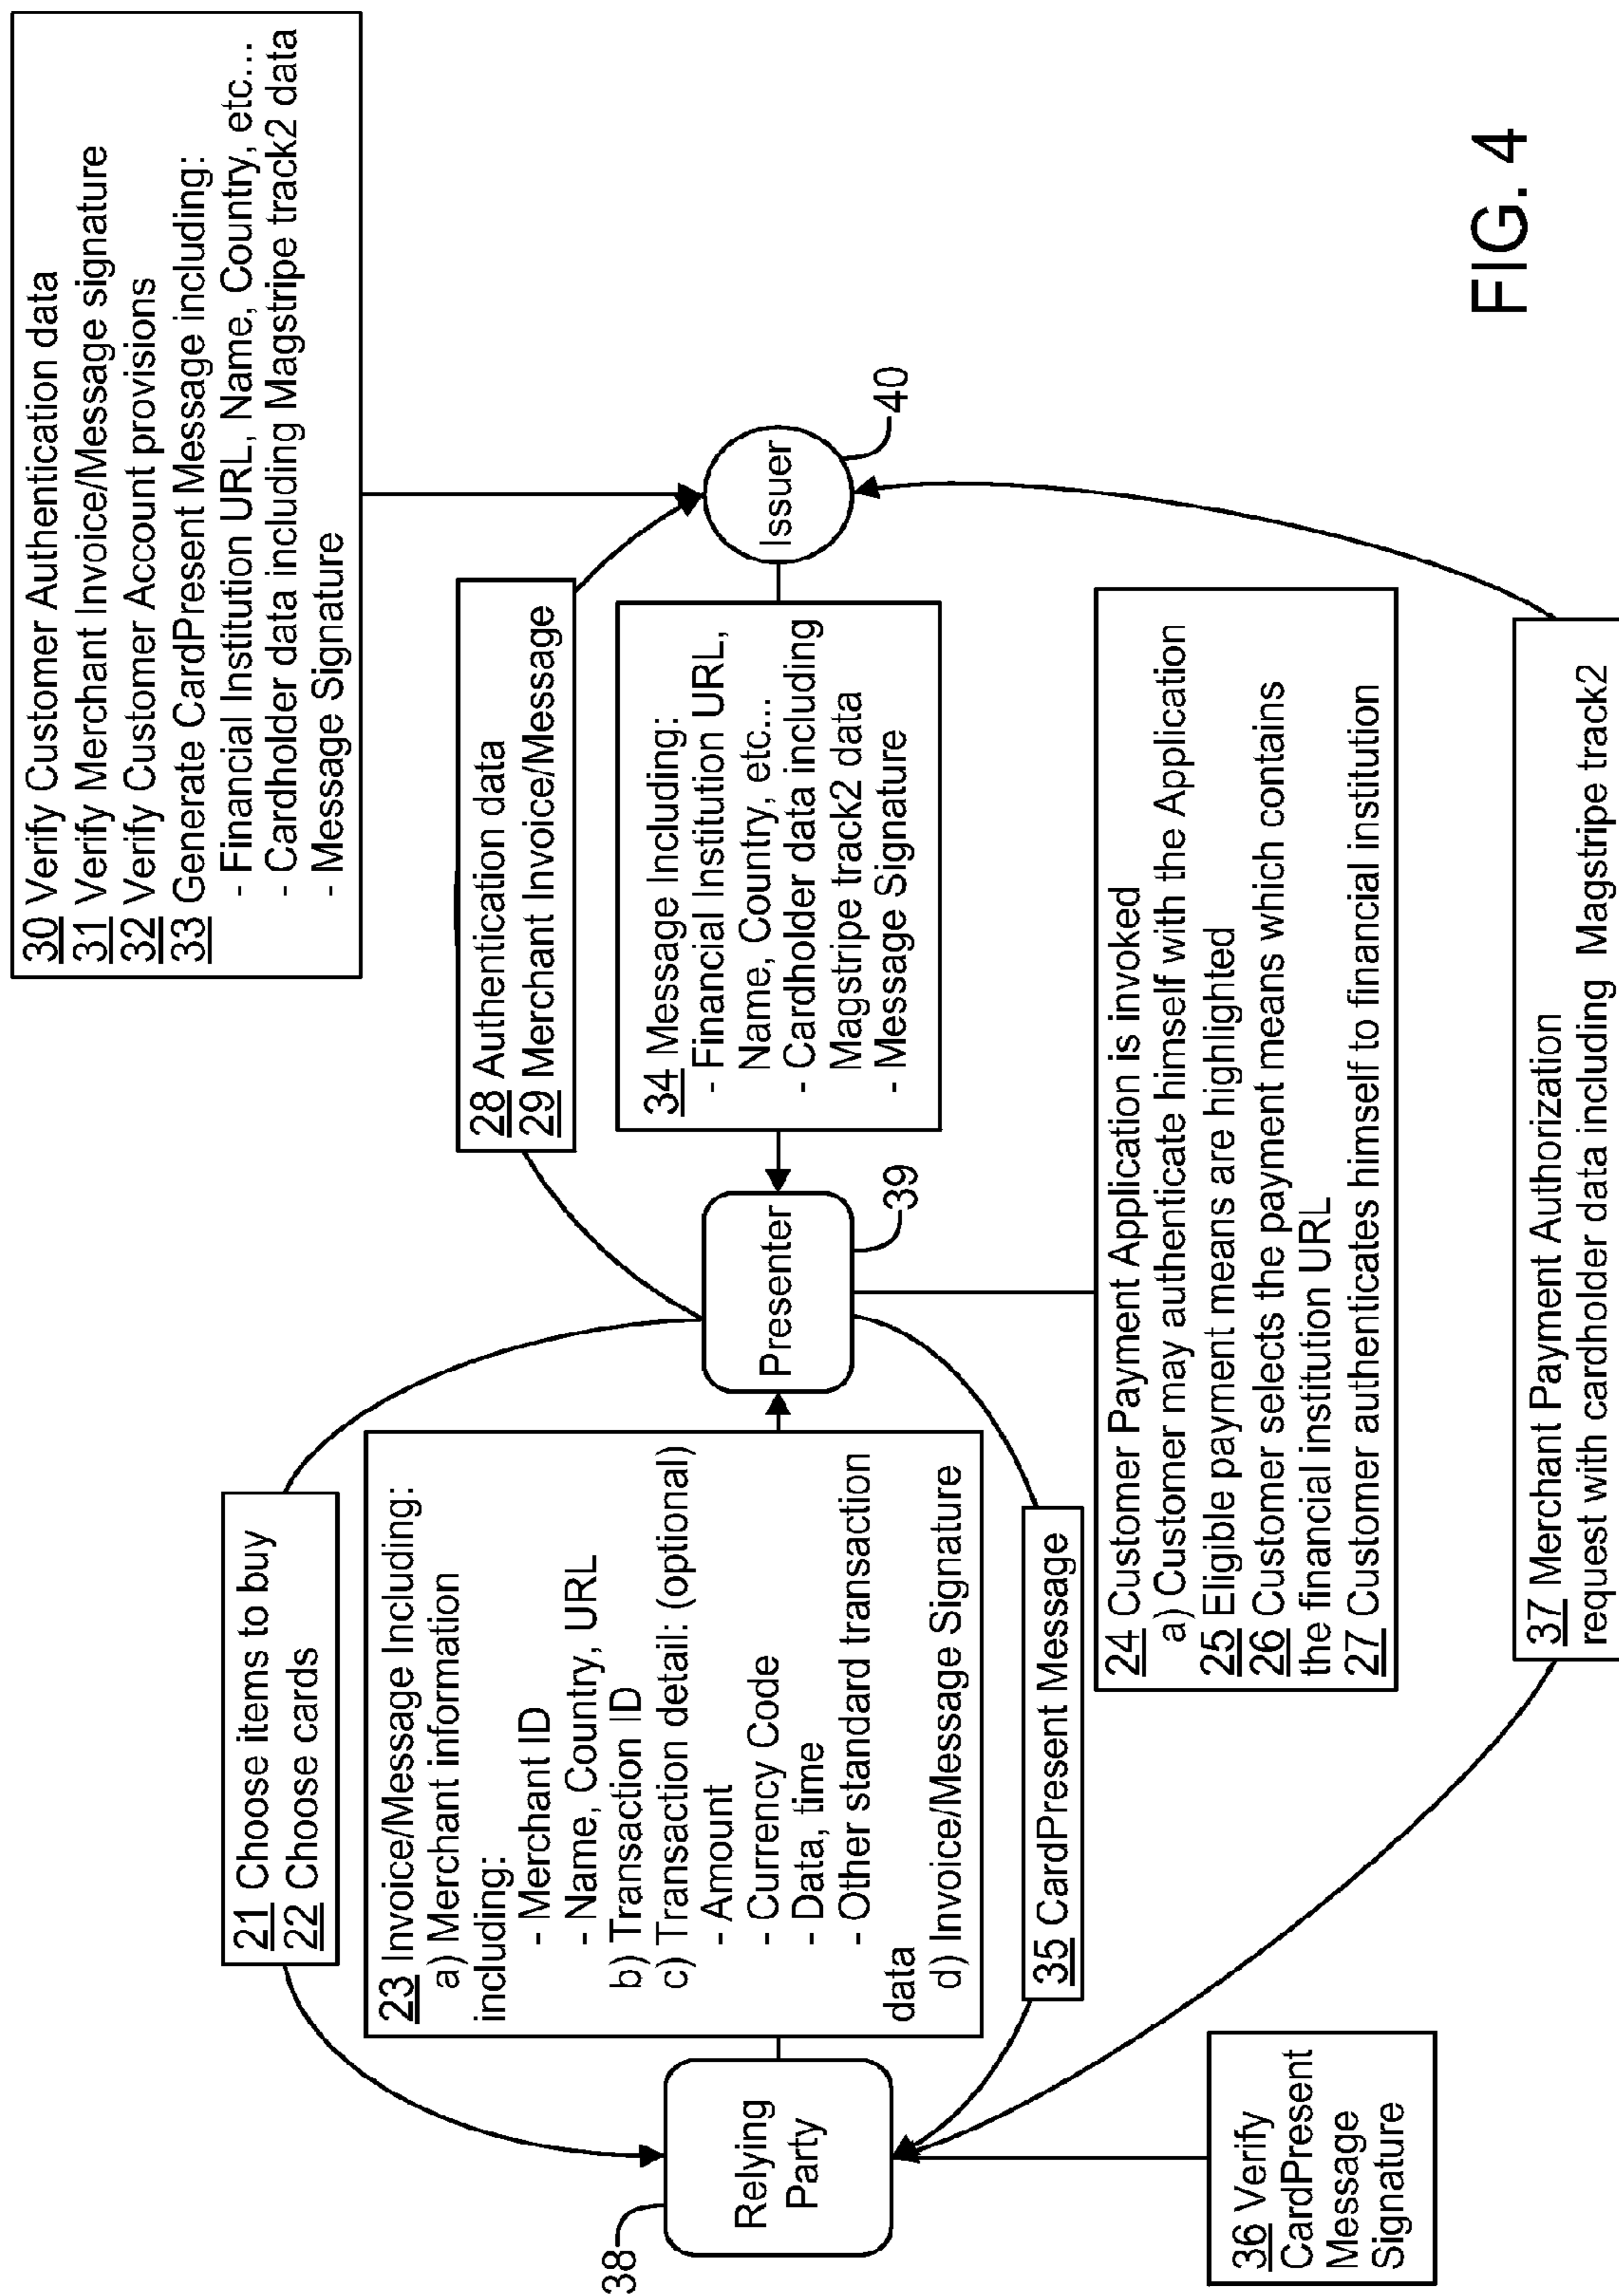 30 Verify Customer Authentication data
31 Verify Merchant Invoice/Message signature
32 Verify Customer Account provisions
33 Generate CardPresent Message including:
- Financial Institution URL, Name, Country, etc...
- Cardholder data including Magstripe track2 data
- Message Signature
21 Choose items to buy
22 Choose cards
28 Authentication data
29 Merchant Invoice/Message
23 Invoice/Message Including:
a) Merchant information
including:
- Merchant ID
- Name, Country, URL
b) Transaction ID
c) Transaction detail: (optional)
- Amount
- Currency Code
- Data, time
- Other standard transaction
data
d) Invoice/Message Signature
34 Message Including:
- Financial Institution URL,
Name, Country, etc...
- Cardholder data including
Magstripe track2 data
- Message Signature
38
Relying
Party
Presenter
39
Issuer
40
35 CardPresent Message
24 Customer Payment Application is invoked
a) Customer may authenticate himself with the Application
25 Eligible payment means are highlighted
26 Customer selects the payment means which contains
the financial institution URL
27 Customer authenticates himself to financial institution
36 Verify
CardPresent
Message
Signature
37 Merchant Payment Authorization
request with cardholder data including Magstripe track2
FIG. 4